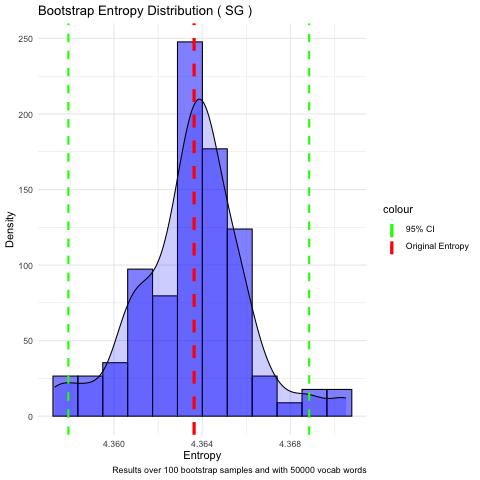 Bootstrap Entropy Distribution ( SG )
250
200
150
100
50
0
Density
4.360 4.364 4.368
Entropy
colour
95% CI
Original Entropy
Results over 100 bootstrap samples and with 50000 vocab words